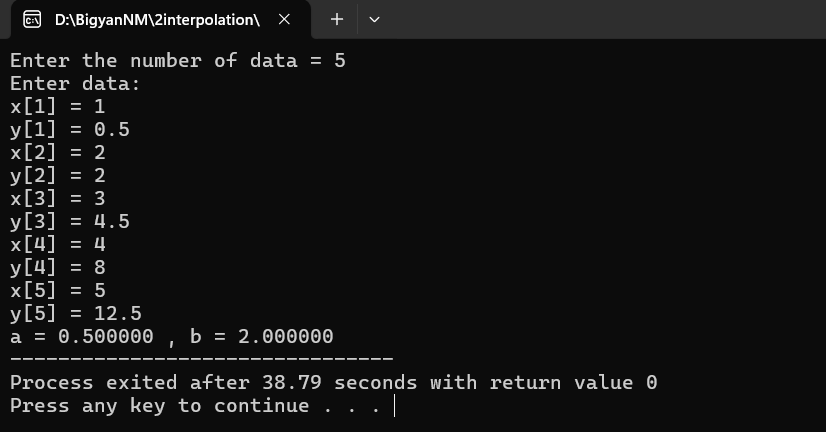 D:\BigyanNM\2interpolation\
Enter the number of data = 5
Enter data:
x[1] = 1
y[1] = 0.5
x[2] = 2
y[2] = 2
x[3] = 3
y[3] = 4.5
x[4] = 4
y[4] = 8
x[5] = 5
y[5] = 12.5
a = 0.500000 , b = 2.000000
--------------------------------
Process exited after 38.79 seconds with return value 0
Press any key to continue . . .